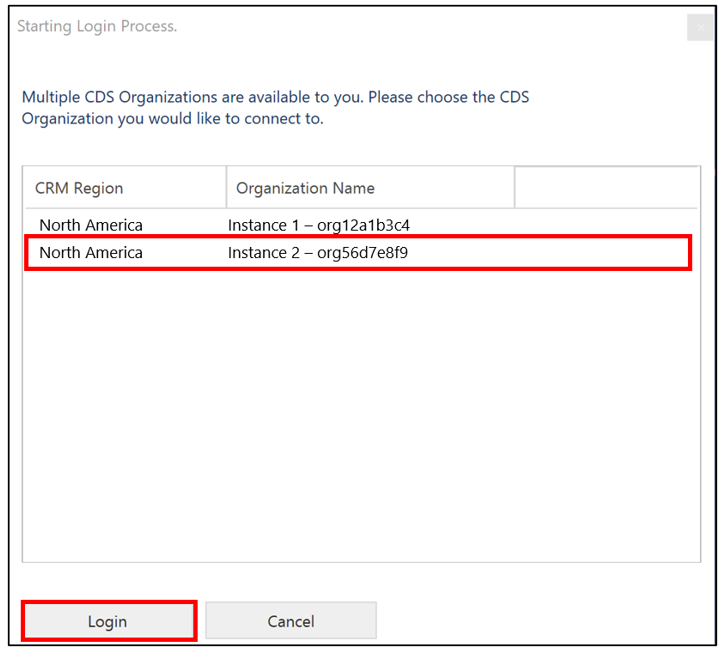 Starting Login Process.
Multiple CDS Organizations are available to you. Please choose the CDS
Organization you would like to connect to.
CRM Region Organization Name
North America Instance 1 – org12a1b3c4
North America Instance 2 – org56d7e8f9
Login Cancel